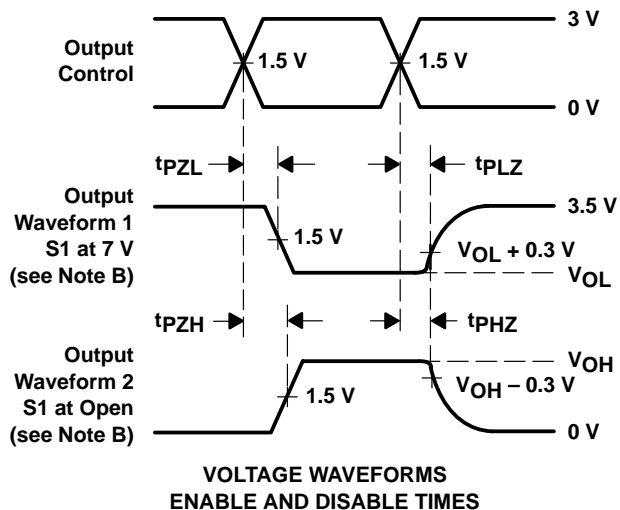 3 V
Output
Control
1.5 V
1.5 V
0 V
tPZL
tPLZ
Output
Waveform 1
S1 at 7 V
(see Note B)
3.5 V
1.5 V
VOL + 0.3 V
VOL
tPZH
tPHZ
Output
Waveform 2
S1 at Open
(see Note B)
VOH
VOH – 0.3 V
1.5 V
0 V
VOLTAGE WAVEFORMS
ENABLE AND DISABLE TIMES